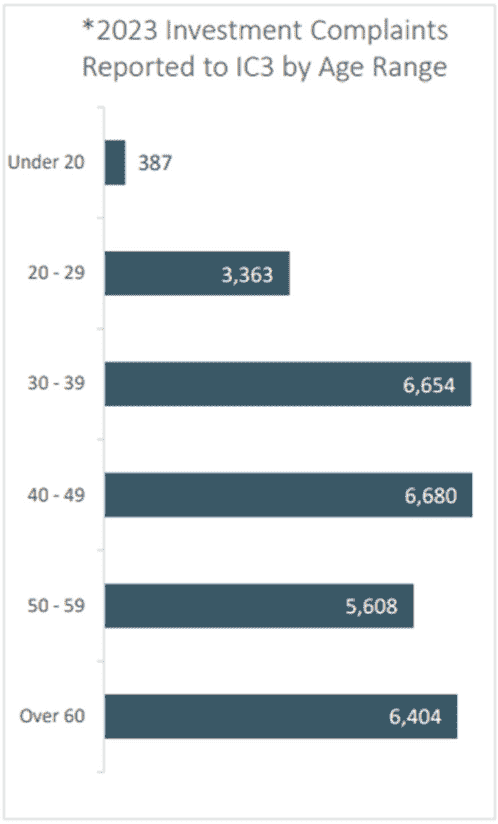 *2023 Investment Complaints
Reported to IC3 by Age Range
Under 20 387
20 - 29 3,363
30 - 39 6,654
40 - 49 6,680
50 - 59 5,608
Over 60 6,404